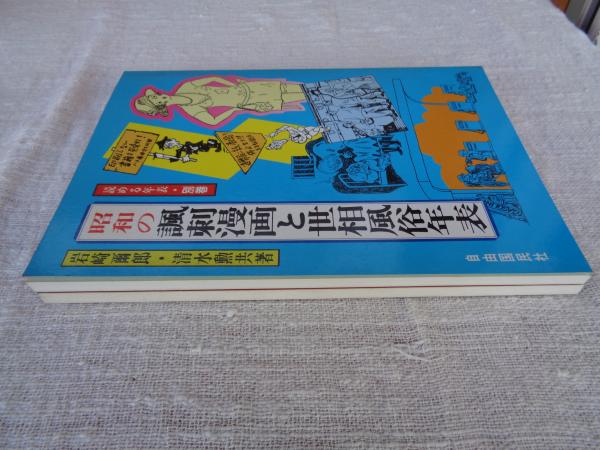 読める年表・別巻
昭和の諷刺漫画と世相風俗年表
岩崎爾郎・清水勲共著
自由国民社